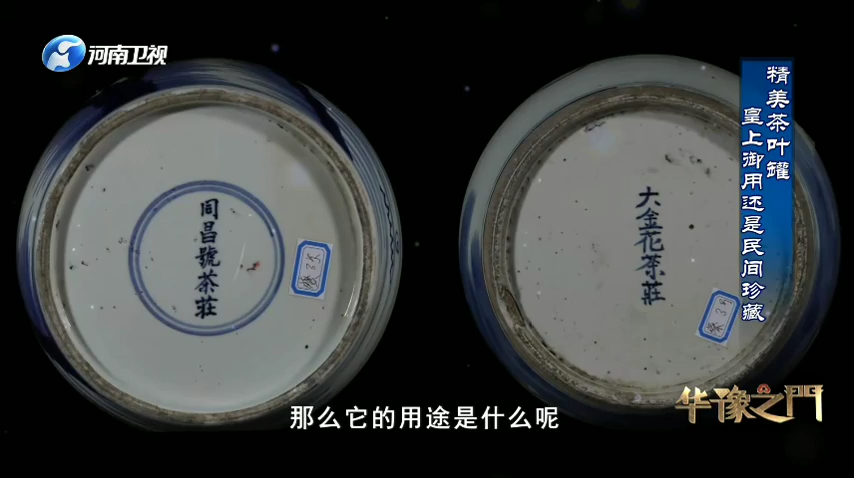 河南卫视
精美茶叶罐
皇上御用还是民间珍藏
同昌號茶莊
大金花茶莊
华豫之门
那么它的用途是什么呢